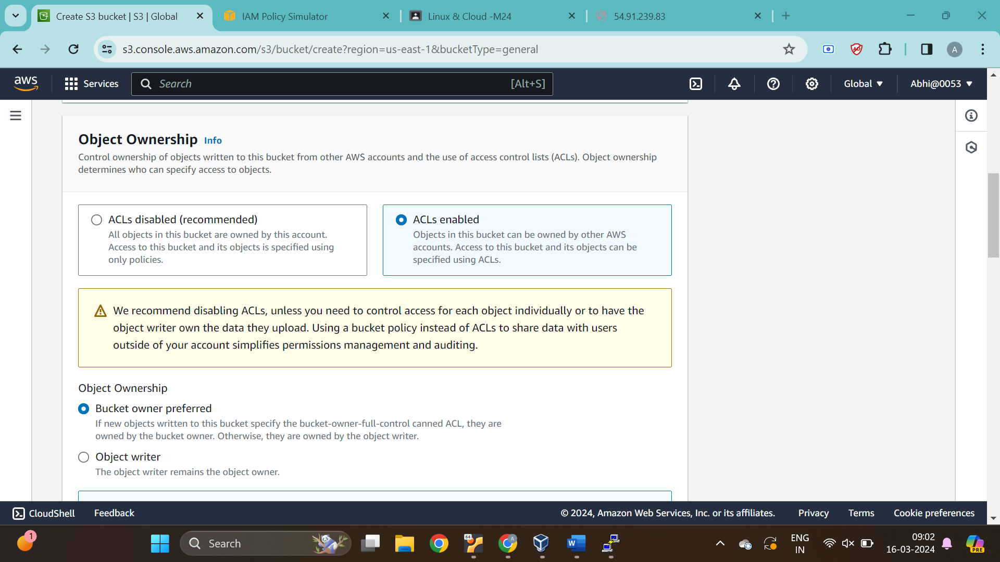 Create S3 bucket | S3 | Global
IAM Policy Simulator
Linux & Cloud -M24
54.91.239.83
s3.console.aws.amazon.com/s3/bucket/create?region=us-east-1&bucketType=general
A
aws
Services
Search
[Alt+S]
Global
Abhi@0053
Object Ownership Info
Control ownership of objects written to this bucket from other AWS accounts and the use of access control lists (ACLs). Object ownership
determines who can specify access to objects.
ACLs disabled (recommended)
All objects in this bucket are owned by this account.
Access to this bucket and its objects is specified using
only policies.
ACLs enabled
Objects in this bucket can be owned by other AWS
accounts. Access to this bucket and its objects can be
specified using ACLs.
We recommend disabling ACLs, unless you need to control access for each object individually or to have the
object writer own the data they upload. Using a bucket policy instead of ACLs to share data with users
outside of your account simplifies permissions management and auditing.
Object Ownership
Bucket owner preferred
If new objects written to this bucket specify the bucket-owner-full-control canned ACL, they are
owned by the bucket owner. Otherwise, they are owned by the object writer.
Object writer
The object writer remains the object owner.
CloudShell
Feedback
© 2024, Amazon Web Services, Inc. or its affiliates.
Privacy
Terms
Cookie preferences
1
Search
64
A
W
ENG
IN
09:02
16-03-2024
PRE